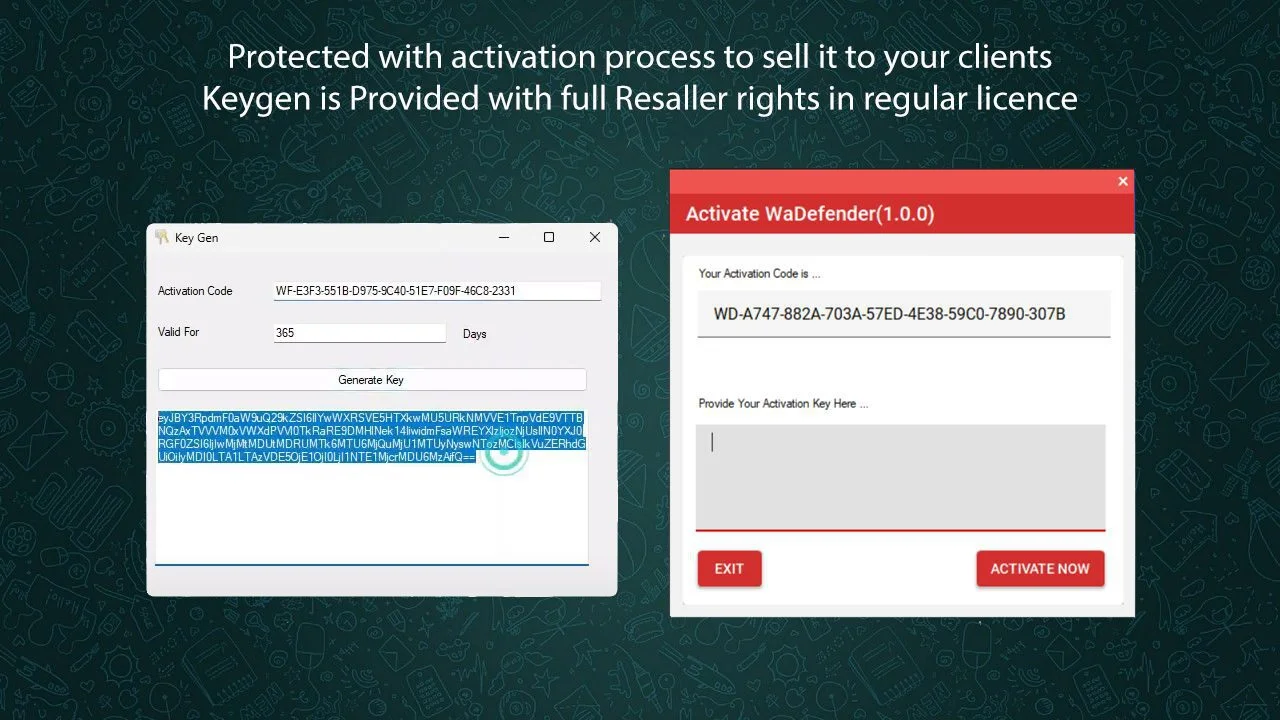 Protected with activation process to sell it to your clients
Keygen is Provided with full Resaller rights in regular licence
Key Gen
Activation Code
WF-E3F3-551B-D975-9C40-51E7-F09F-46C8-2331
Valid For
365
Days
Generate Key
Activate WaDefender(1.0.0)
Your Activation Code is ...
WD-A747-882A-703A-57ED-4E38-59C0-7890-307B
Provide Your Activation Key Here ...
EXIT
ACTIVATE NOW